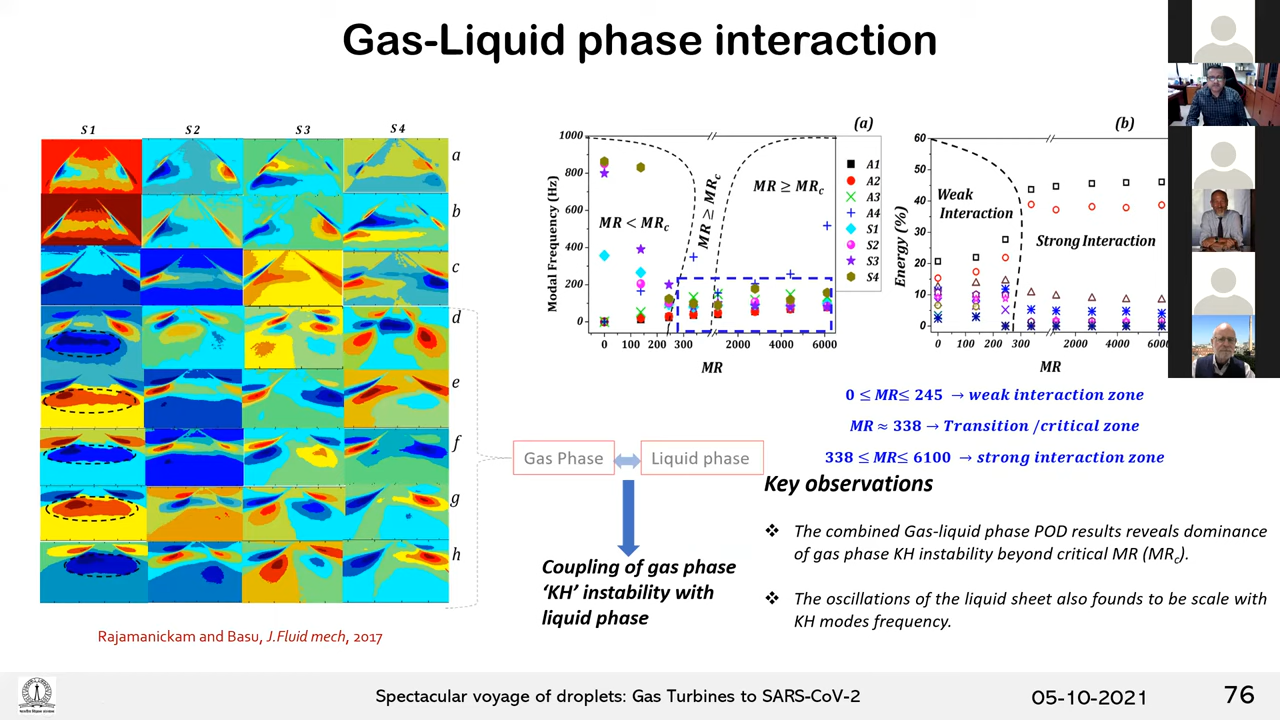 Gas-Liquid phase interaction
S 1 S 2 S 3 S 4
a
b
c
d
e
f
g
h
Rajamanickam and Basu, J.Fluid mech, 2017
(a)
Modal Frequency (Hz)
1000
800
600
400
200
0
MR < MRc
MR ≥ MRc
MR ≥ MRc
0 100 200 300 2000 4000 6000
MR
A1
A2
A3
A4
S1
S2
S3
S4
(b)
Energy (%)
60
50
40
30
20
10
0
Weak
Interaction
Strong Interaction
0 100 200 300 2000 4000
MR
0 ≤ MR≤ 245 → weak interaction zone
MR ≈ 338 → Transition /critical zone
338 ≤ MR≤ 6100 → strong interaction zone
Gas Phase
Liquid phase
Coupling of gas phase
‘KH’ instability with
liquid phase
Key observations
❖ The combined Gas-liquid phase POD results reveals dominance
of gas phase KH instability beyond critical MR (MRc).
❖ The oscillations of the liquid sheet also founds to be scale with
KH modes frequency.
Spectacular voyage of droplets: Gas Turbines to SARS-CoV-2
05-10-2021
76